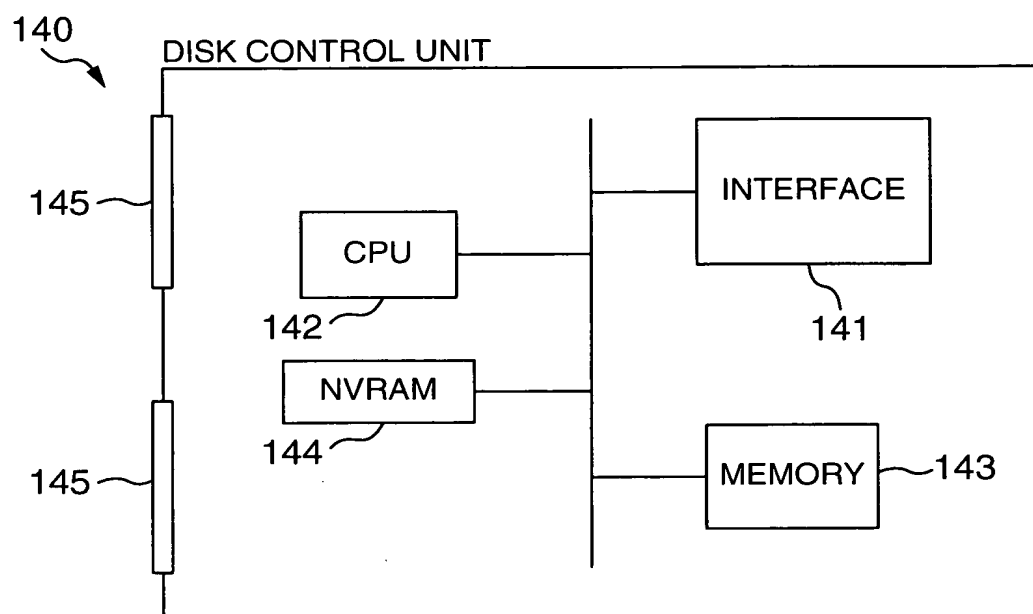 140
DISK CONTROL UNIT
145
INTERFACE
CPU
142
141
NVRAM
144
145
MEMORY
143